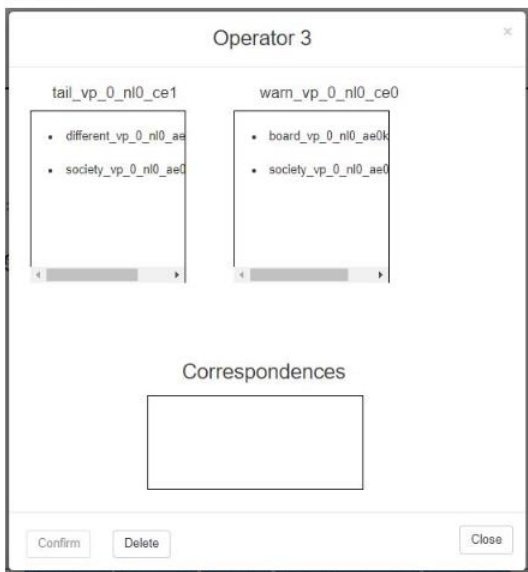 Operator 3
×
tail_vp_0_nl0_ce1
warn_vp_0_nl0_ce0
• different_vp_0_nl0_ae
• society_vp_0_nl0_ae0
• board_vp_0_nl0_ae0k
• society_vp_0_nl0_ae0
Correspondences
Confirm
Delete
Close